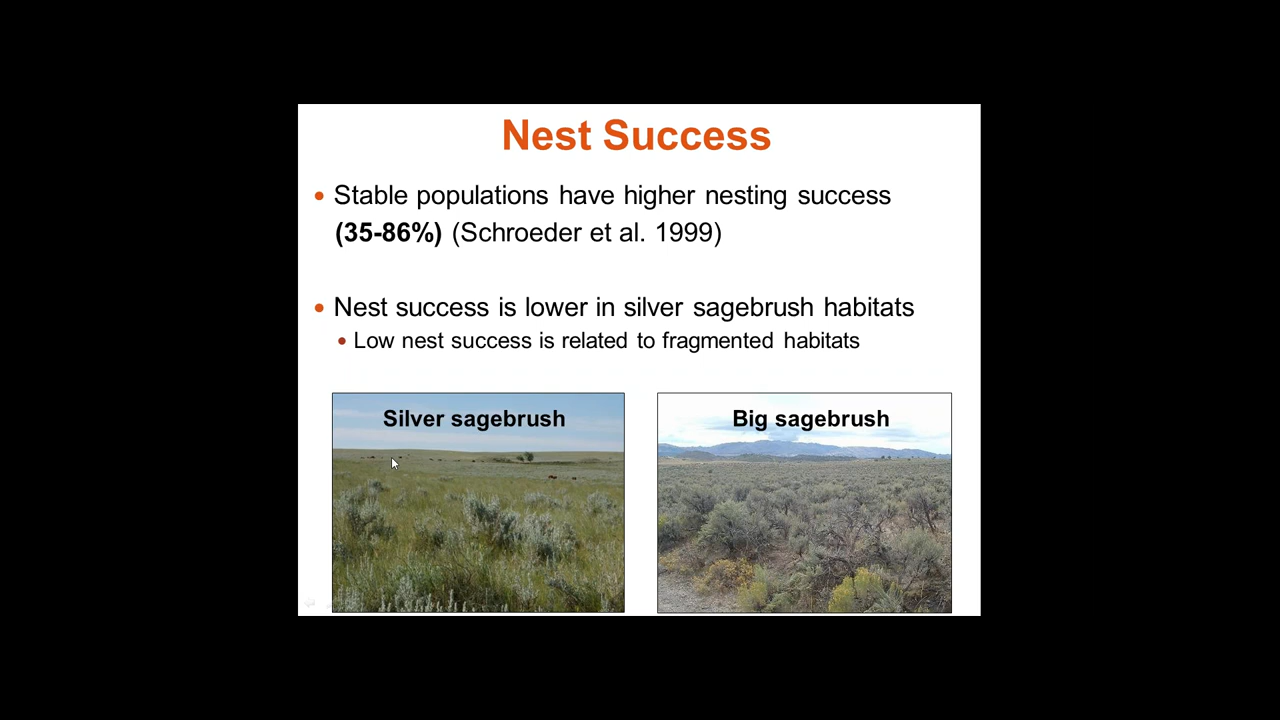 Nest Success
• Stable populations have higher nesting success
(35-86%) (Schroeder et al. 1999)
• Nest success is lower in silver sagebrush habitats
• Low nest success is related to fragmented habitats
Silver sagebrush
Big sagebrush